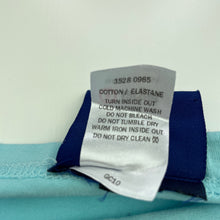 3528 0965
COTTON / ELASTANE
TURN INSIDE OUT
COLD MACHINE WASH
DO NOT BLEACH
DO NOT TUMBLE DRY
WARM IRON INSIDE OUT
DO NOT DRY CLEAN
QC10